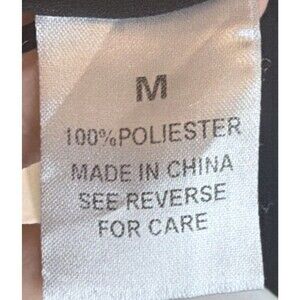 M
100%POLIESTER
MADE IN CHINA
SEE REVERSE
FOR CARE